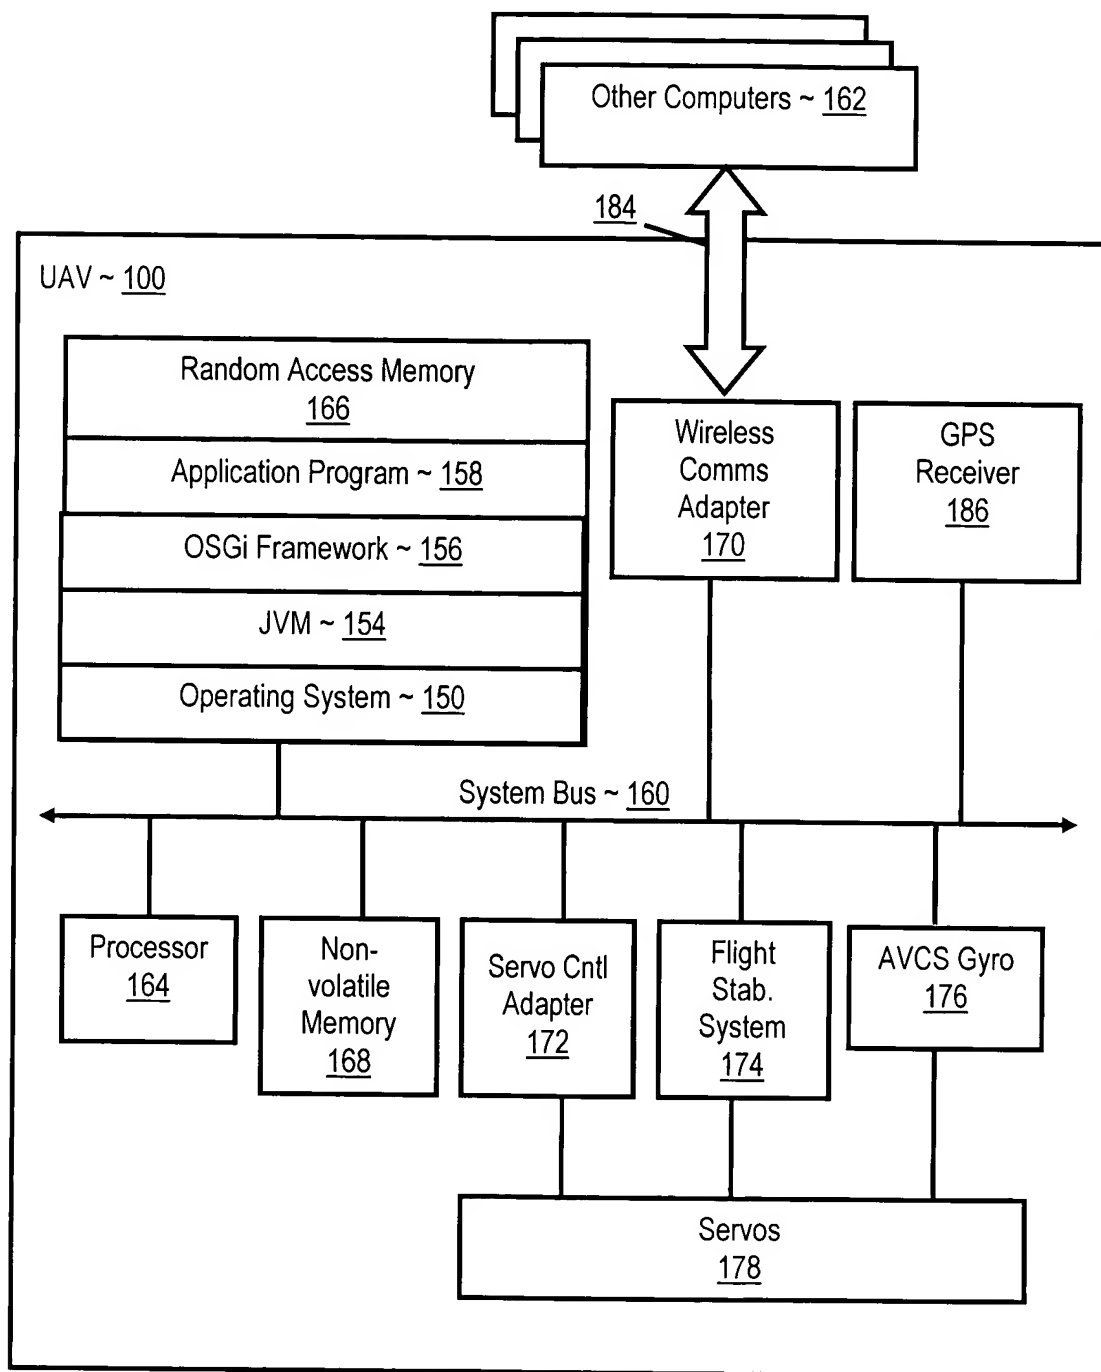 Other Computers ~ 162
184
UAV ~ 100
Random Access Memory
166
Application Program ~ 158
OSGi Framework ~ 156
JVM ~ 154
Operating System ~ 150
Wireless
Comms
Adapter
170
GPS
Receiver
186
System Bus ~ 160
Processor
164
Non-
volatile
Memory
168
Servo Cntl
Adapter
172
Flight
Stab.
System
174
AVCS Gyro
176
Servos
178